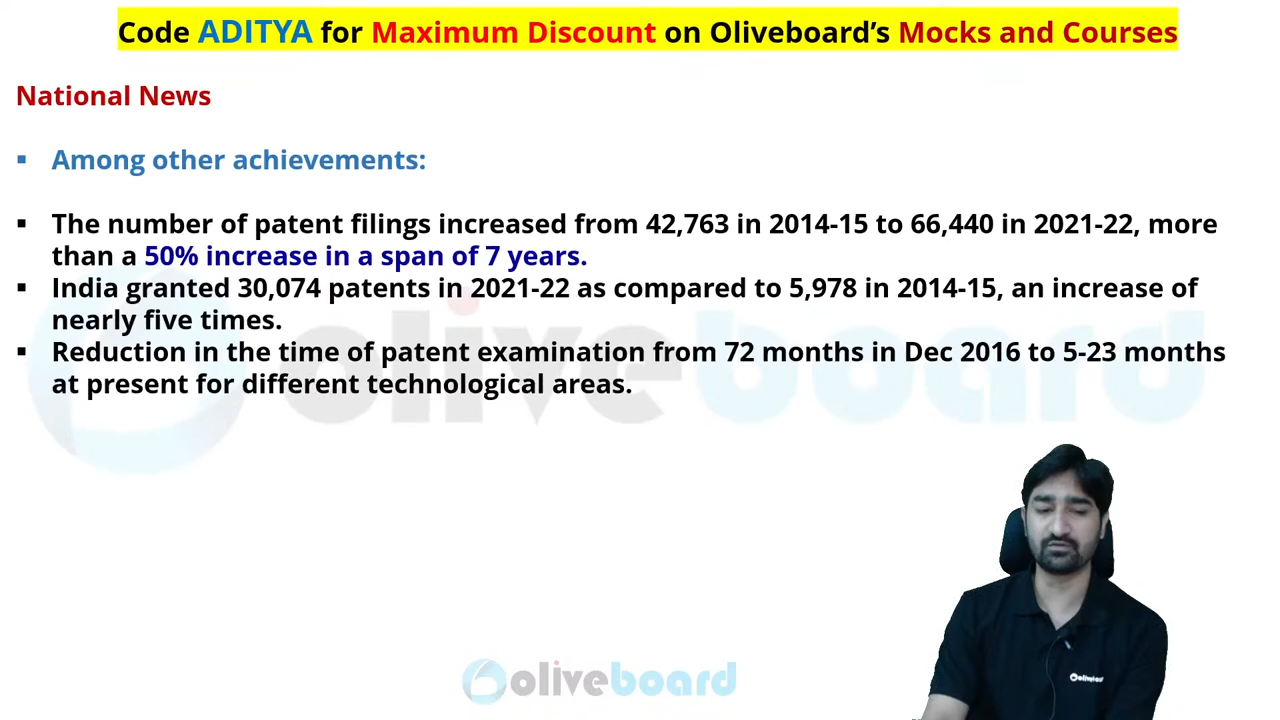 Code ADITYA for Maximum Discount on Oliveboard’s Mocks and Courses
National News
▪ Among other achievements:
▪ The number of patent filings increased from 42,763 in 2014-15 to 66,440 in 2021-22, more
than a 50% increase in a span of 7 years.
▪ India granted 30,074 patents in 2021-22 as compared to 5,978 in 2014-15, an increase of
nearly five times.
▪ Reduction in the time of patent examination from 72 months in Dec 2016 to 5-23 months
at present for different technological areas.
oliveboard
oliveboard
oliveboard